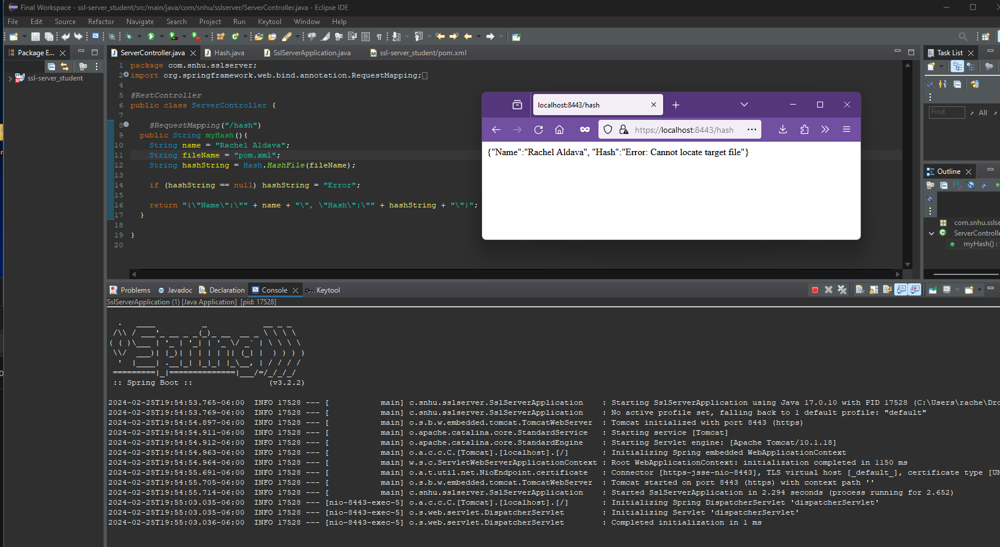 Final Workspace - ssl-server_student/src/main/java/com/snhu/sslserver/ServerController.java - Eclipse IDE
File Edit Source Refactor Navigate Search Project Run Keytool Window Help
Package E...
ssl-server_student
ServerController.java Hash.java SslServerApplication.java ssl-server_student/pom.xml
1 package com.snhu.sslserver;
2 import org.springframework.web.bind.annotation.RequestMapping;
4
5 @RestController
6 public class ServerController {
7
8 @RequestMapping("/hash")
9 public String myHash(){
10 String name = "Rachel Aldava";
11 String fileName = "pom.xml";
12 String hashString = Hash.HashFile(fileName);
13
14 if (hashString == null) hashString = "Error";
15
16 return "{\"Name\":\"" + name + "\", \"Hash\":\"" + hashString + "\"}";
17 }
18
19 }
20
localhost:8443/hash
https://localhost:8443/hash
{"Name":"Rachel Aldava", "Hash":"Error: Cannot locate target file"}
Task List
Find All
Outline
com.snhu.sslse
ServerControlle
myHash() :
Problems Javadoc Declaration Console Keytool
SslServerApplication (1) [Java Application] [pid: 17528]
:: Spring Boot :: (v3.2.2)
2024-02-25T19:54:53.765-06:00 INFO 17528 --- [ main] c.snhu.sslserver.SslServerApplication : Starting SslServerApplication using Java 17.0.10 with PID 17528 (C:\Users\rache\Dro
2024-02-25T19:54:53.769-06:00 INFO 17528 --- [ main] c.snhu.sslserver.SslServerApplication : No active profile set, falling back to 1 default profile: "default"
2024-02-25T19:54:54.897-06:00 INFO 17528 --- [ main] o.s.b.w.embedded.tomcat.TomcatWebServer : Tomcat initialized with port 8443 (https)
2024-02-25T19:54:54.911-06:00 INFO 17528 --- [ main] o.apache.catalina.core.StandardService : Starting service [Tomcat]
2024-02-25T19:54:54.912-06:00 INFO 17528 --- [ main] o.apache.catalina.core.StandardEngine : Starting Servlet engine: [Apache Tomcat/10.1.18]
2024-02-25T19:54:54.963-06:00 INFO 17528 --- [ main] o.a.c.c.C.[Tomcat].[localhost].[/] : Initializing Spring embedded WebApplicationContext
2024-02-25T19:54:54.964-06:00 INFO 17528 --- [ main] w.s.c.ServletWebServerApplicationContext : Root WebApplicationContext: initialization completed in 1150 ms
2024-02-25T19:54:55.691-06:00 INFO 17528 --- [ main] o.a.t.util.net.NioEndpoint.certificate : Connector [https-jsse-nio-8443], TLS virtual host [_default_], certificate type [UN
2024-02-25T19:54:55.705-06:00 INFO 17528 --- [ main] o.s.b.w.embedded.tomcat.TomcatWebServer : Tomcat started on port 8443 (https) with context path ''
2024-02-25T19:54:55.714-06:00 INFO 17528 --- [ main] c.snhu.sslserver.SslServerApplication : Started SslServerApplication in 2.294 seconds (process running for 2.652)
2024-02-25T19:55:03.035-06:00 INFO 17528 --- [nio-8443-exec-5] o.a.c.c.C.[Tomcat].[localhost].[/] : Initializing Spring DispatcherServlet 'dispatcherServlet'
2024-02-25T19:55:03.035-06:00 INFO 17528 --- [nio-8443-exec-5] o.s.web.servlet.DispatcherServlet : Initializing Servlet 'dispatcherServlet'
2024-02-25T19:55:03.036-06:00 INFO 17528 --- [nio-8443-exec-5] o.s.web.servlet.DispatcherServlet : Completed initialization in 1 ms